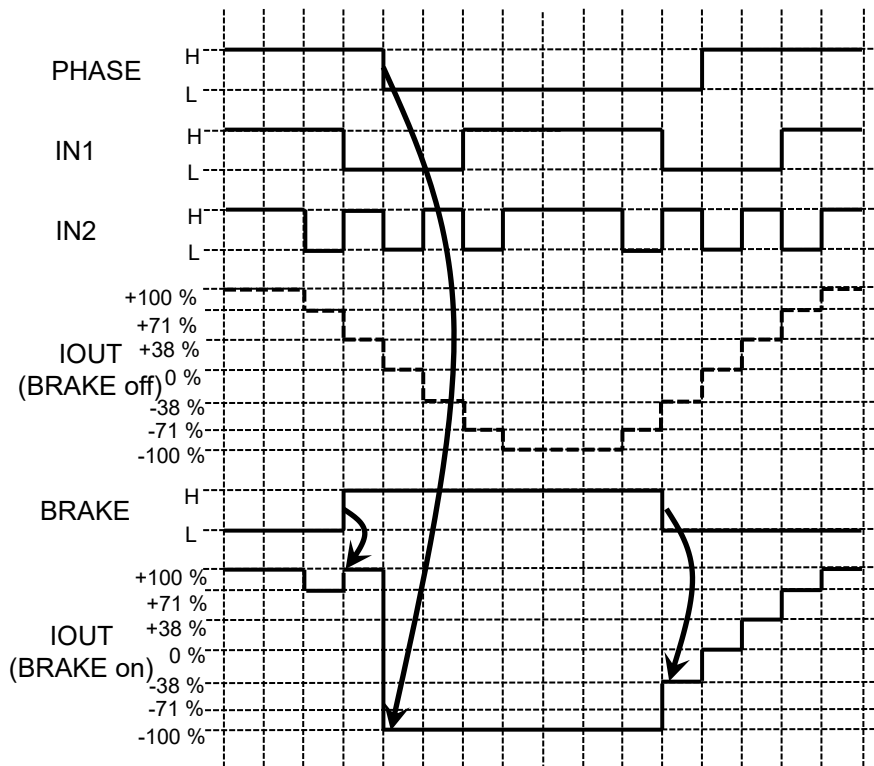 PHASE
H
L
IN1
H
L
IN2
H
L
IOUT
(BRAKE off)
+100 %
+71 %
+38 %
0 %
-38 %
-71 %
-100 %
BRAKE
H
L
IOUT
(BRAKE on)
+100 %
+71 %
+38 %
0 %
-38 %
-71 %
-100 %